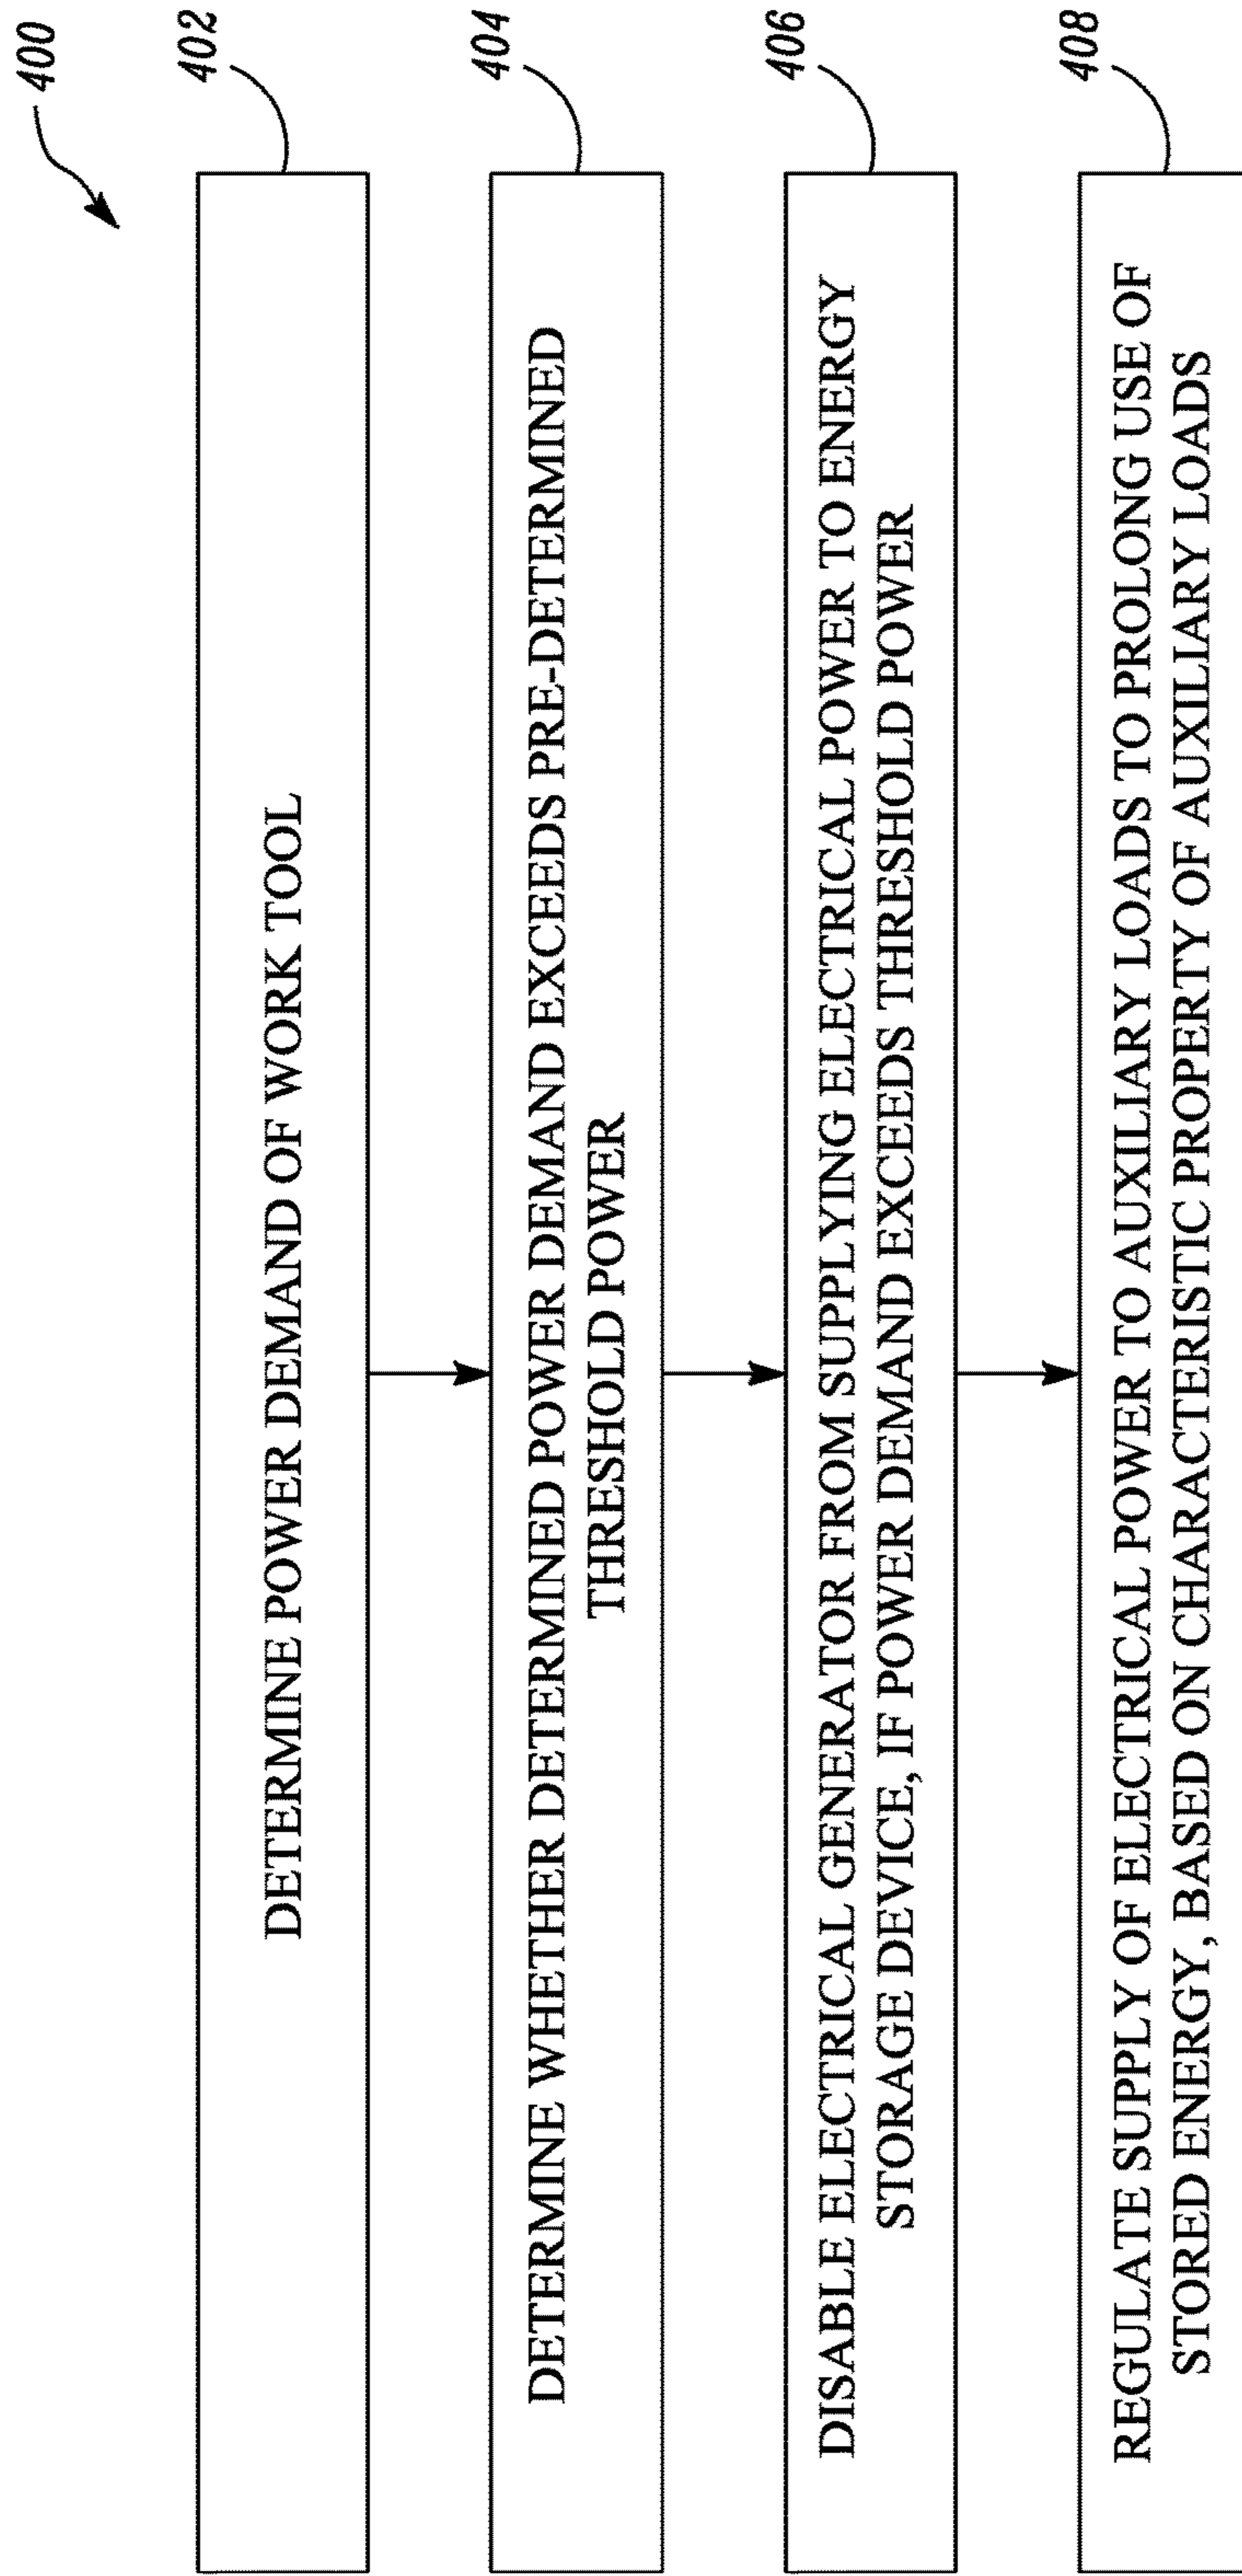 400
402
DETERMINE POWER DEMAND OF WORK TOOL
404
DETERMINE WHETHER DETERMINED POWER DEMAND EXCEEDS PRE-DETERMINED
THRESHOLD POWER
406
DISABLE ELECTRICAL GENERATOR FROM SUPPLYING ELECTRICAL POWER TO ENERGY
STORAGE DEVICE, IF POWER DEMAND EXCEEDS THRESHOLD POWER
408
REGULATE SUPPLY OF ELECTRICAL POWER TO AUXILIARY LOADS TO PROLONG USE OF
STORED ENERGY, BASED ON CHARACTERISTIC PROPERTY OF AUXILIARY LOADS